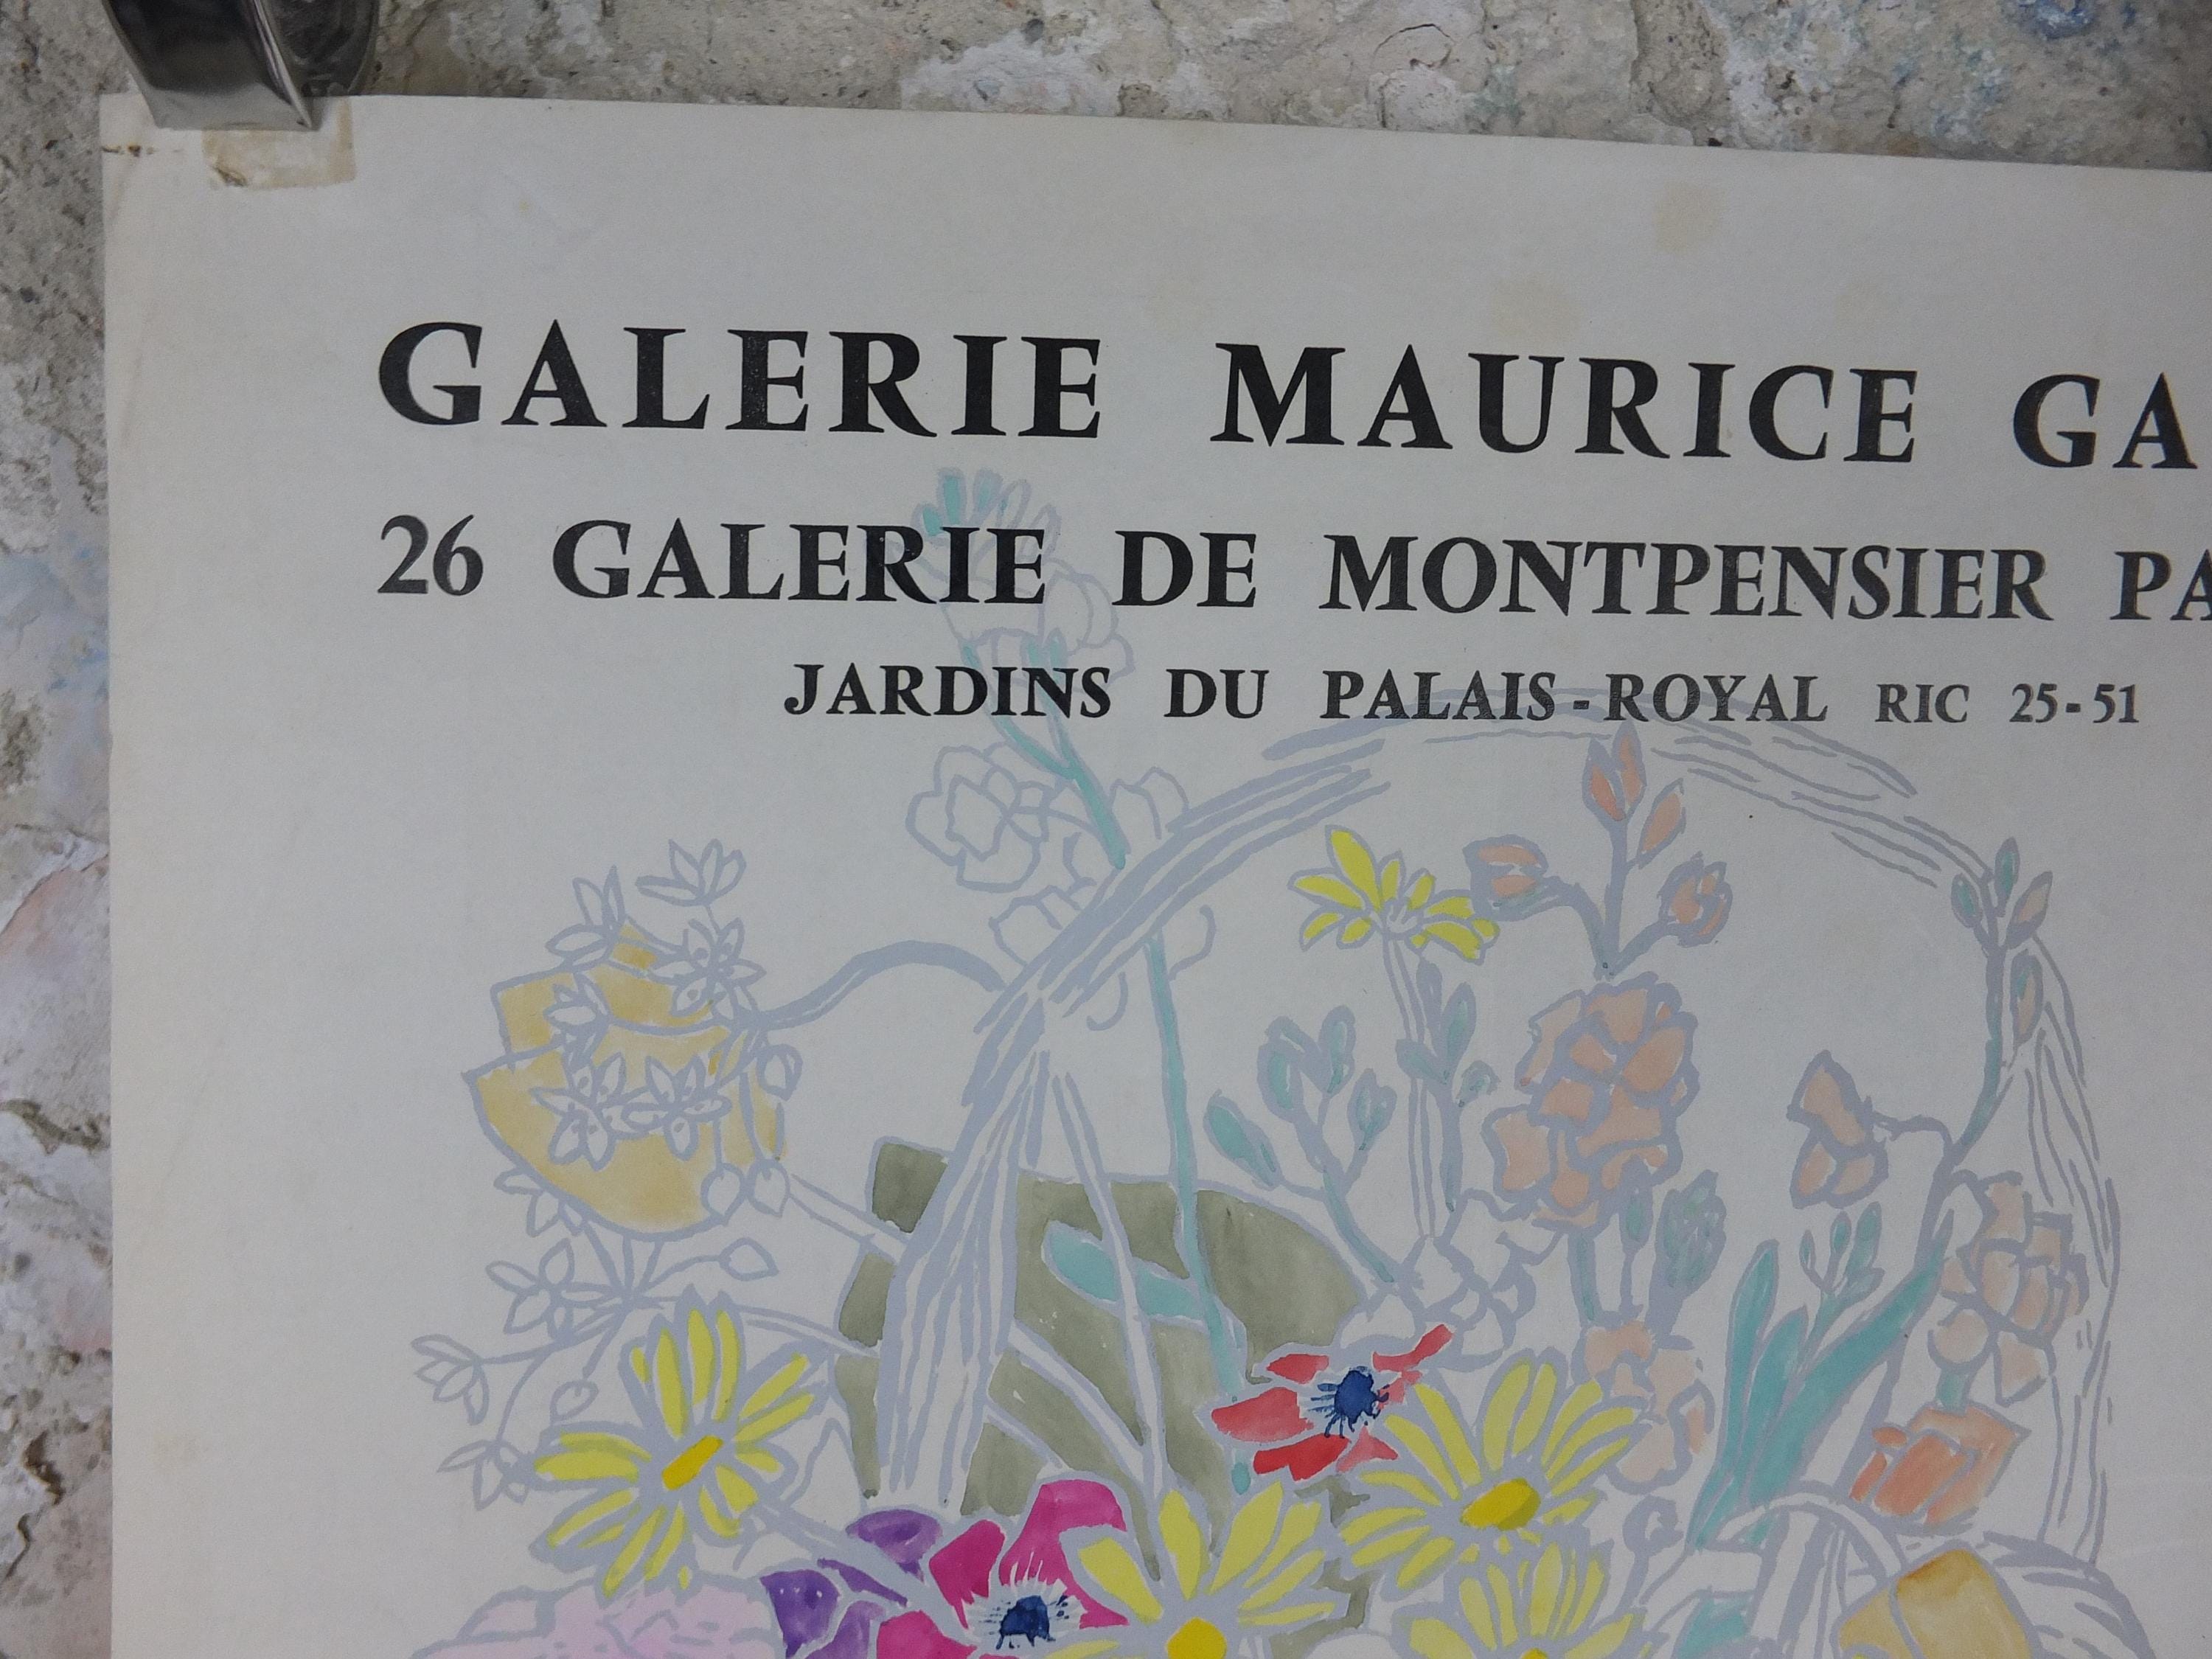 GALERIE MAURICE GA
26 GALERIE DE MONTPENSIER PA
JARDINS DU PALAIS-ROYAL RIC 25-51